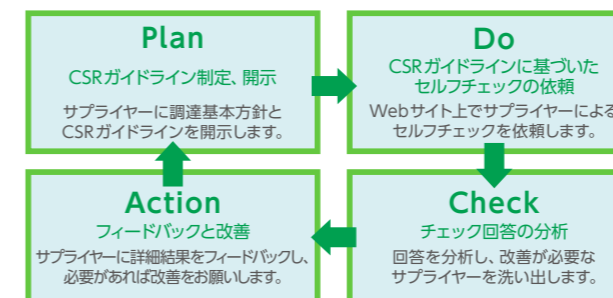 Plan
CSRガイドライン制定、開示
サプライヤーに調達基本方針と
CSRガイドラインを開示します。
Do
CSRガイドラインに基づいた
セルフチェックの依頼
Webサイト上でサプライヤーによる
セルフチェックを依頼します。
Action
フィードバックと改善
サプライヤーに詳細結果をフィードバックし、
必要があれば改善をお願いします。
Check
チェック回答の分析
回答を分析し、改善が必要な
サプライヤーを洗い出します。